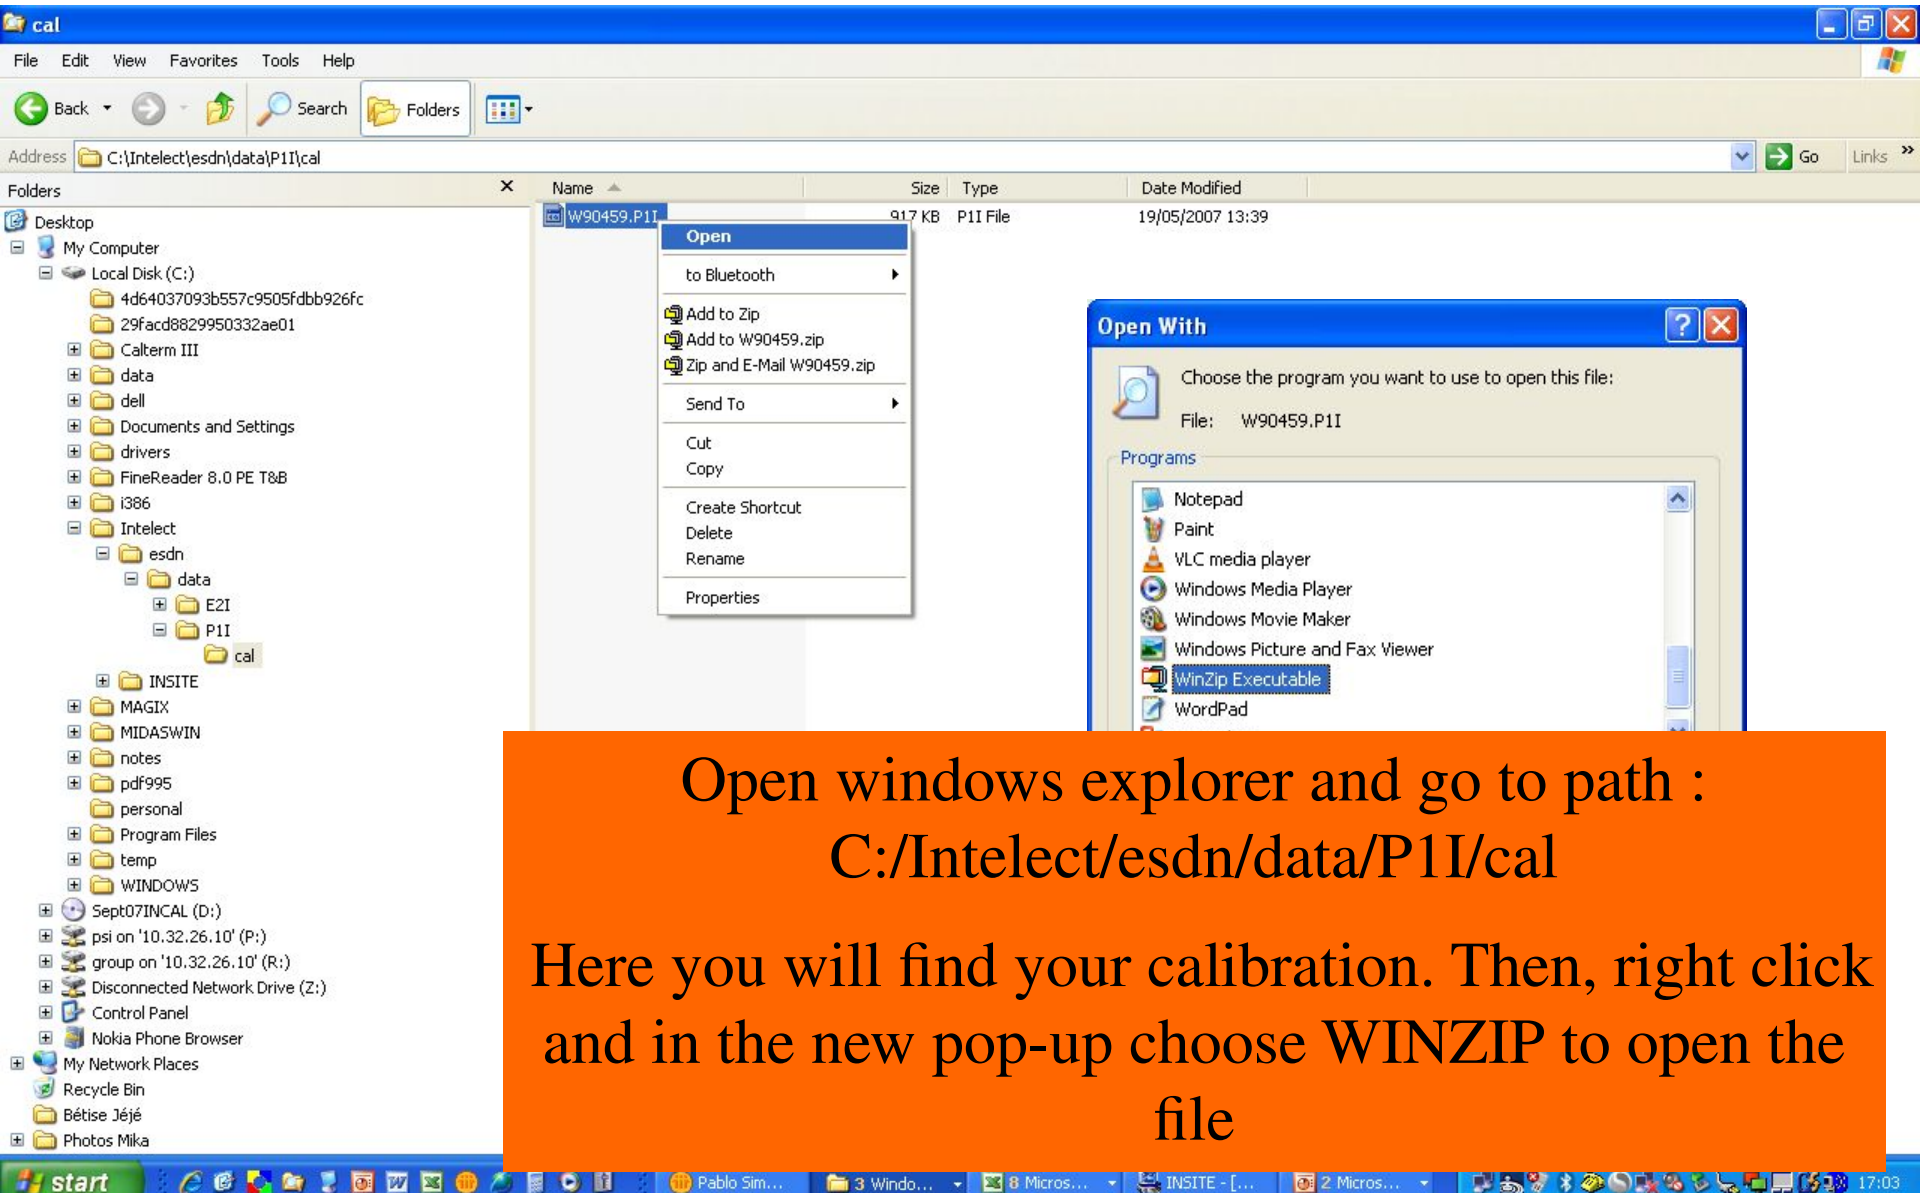 cal
File Edit View Favorites Tools Help
Back Search Folders
Address C:\Intelect\esdn\data\P1I\cal Go Links »
Folders X
Name Size Type Date Modified
W90459.P1I 917 KB P1I File 19/05/2007 13:39
Desktop
My Computer
Local Disk (C:)
4d64037093b557c9505fdbb926fc
29facd8829950332ae01
Calterm III
data
dell
Documents and Settings
drivers
FineReader 8.0 PE T&B
i386
Intelect
esdn
data
E2I
P1I
cal
INSITE
MAGIX
MIDASWIN
notes
pdf995
personal
Program Files
temp
WINDOWS
Sept07INCAL (D:)
psi on '10.32.26.10' (P:)
group on '10.32.26.10' (R:)
Disconnected Network Drive (Z:)
Control Panel
Nokia Phone Browser
My Network Places
Recycle Bin
Bétise Jéjé
Photos Mika
Open
to Bluetooth
Add to Zip
Add to W90459.zip
Zip and E-Mail W90459.zip
Send To
Cut
Copy
Create Shortcut
Delete
Rename
Properties
Open With
Choose the program you want to use to open this file:
File: W90459.P1I
Programs
Notepad
Paint
VLC media player
Windows Media Player
Windows Movie Maker
Windows Picture and Fax Viewer
WinZip Executable
WordPad
Open windows explorer and go to path :
C:/Intelect/esdn/data/P1I/cal
Here you will find your calibration. Then, right click
and in the new pop-up choose WINZIP to open the
file
start Pablo Sim... 3 Windo... 8 Micros... INSITE - [... 2 Micros... 17:03